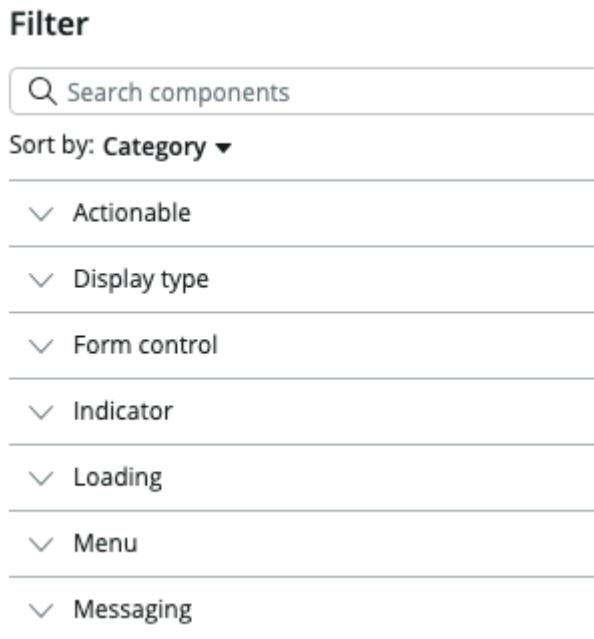 Filter
Search components
Sort by: Category
Actionable
Display type
Form control
Indicator
Loading
Menu
Messaging